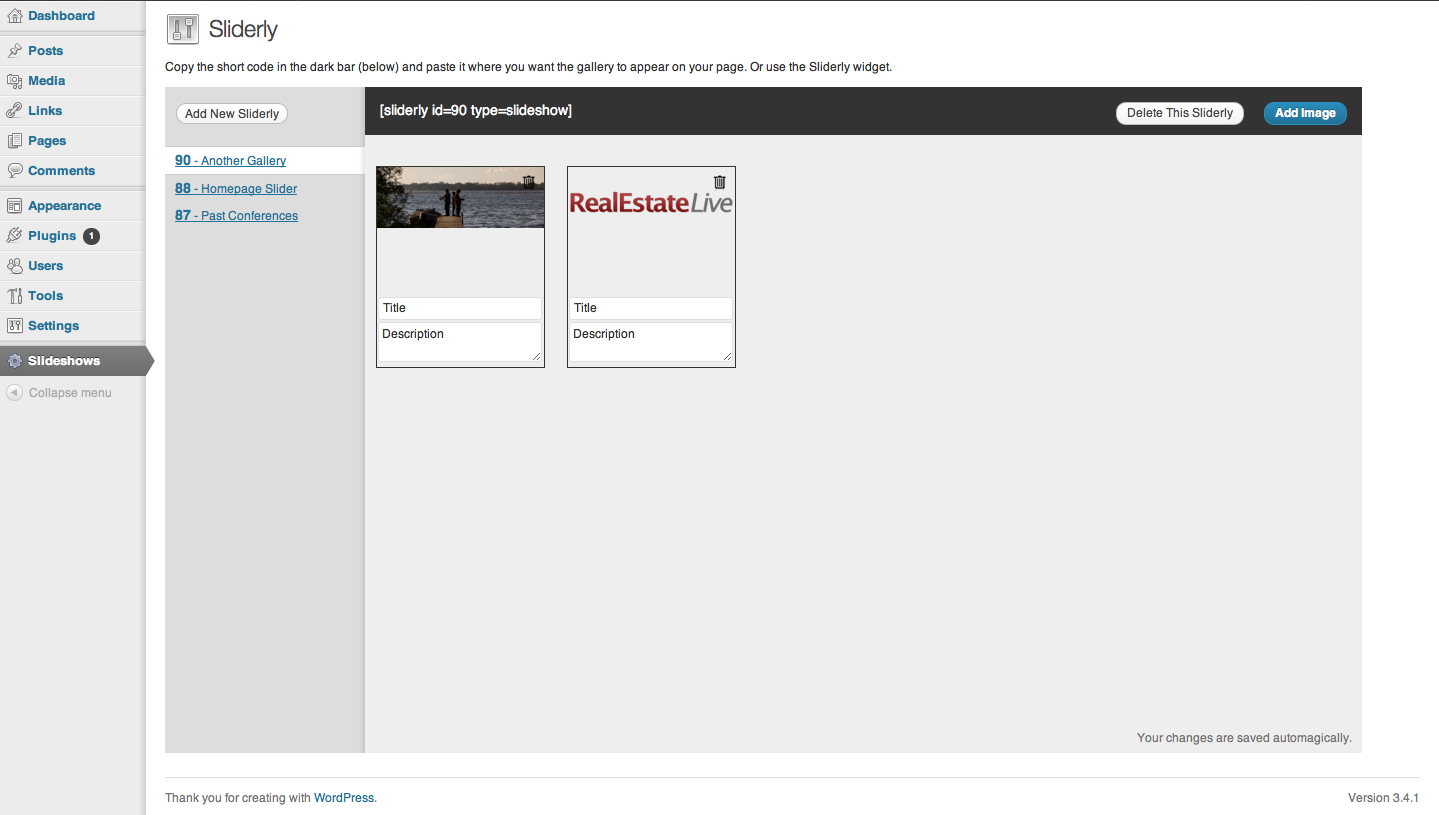 Dashboard
Posts
Media
Links
Pages
Comments
Appearance
Plugins 1
Users
Tools
Settings
Slideshows
Collapse menu
Sliderly
Copy the short code in the dark bar (below) and paste it where you want the gallery to appear on your page. Or use the Sliderly widget.
Add New Sliderly
90 - Another Gallery
88 - Homepage Slider
87 - Past Conferences
[sliderly id=90 type=slideshow]
Delete This Sliderly
Add Image
Title
Description
RealEstateLive
Title
Description
Your changes are saved automagically.
Thank you for creating with WordPress.
Version 3.4.1